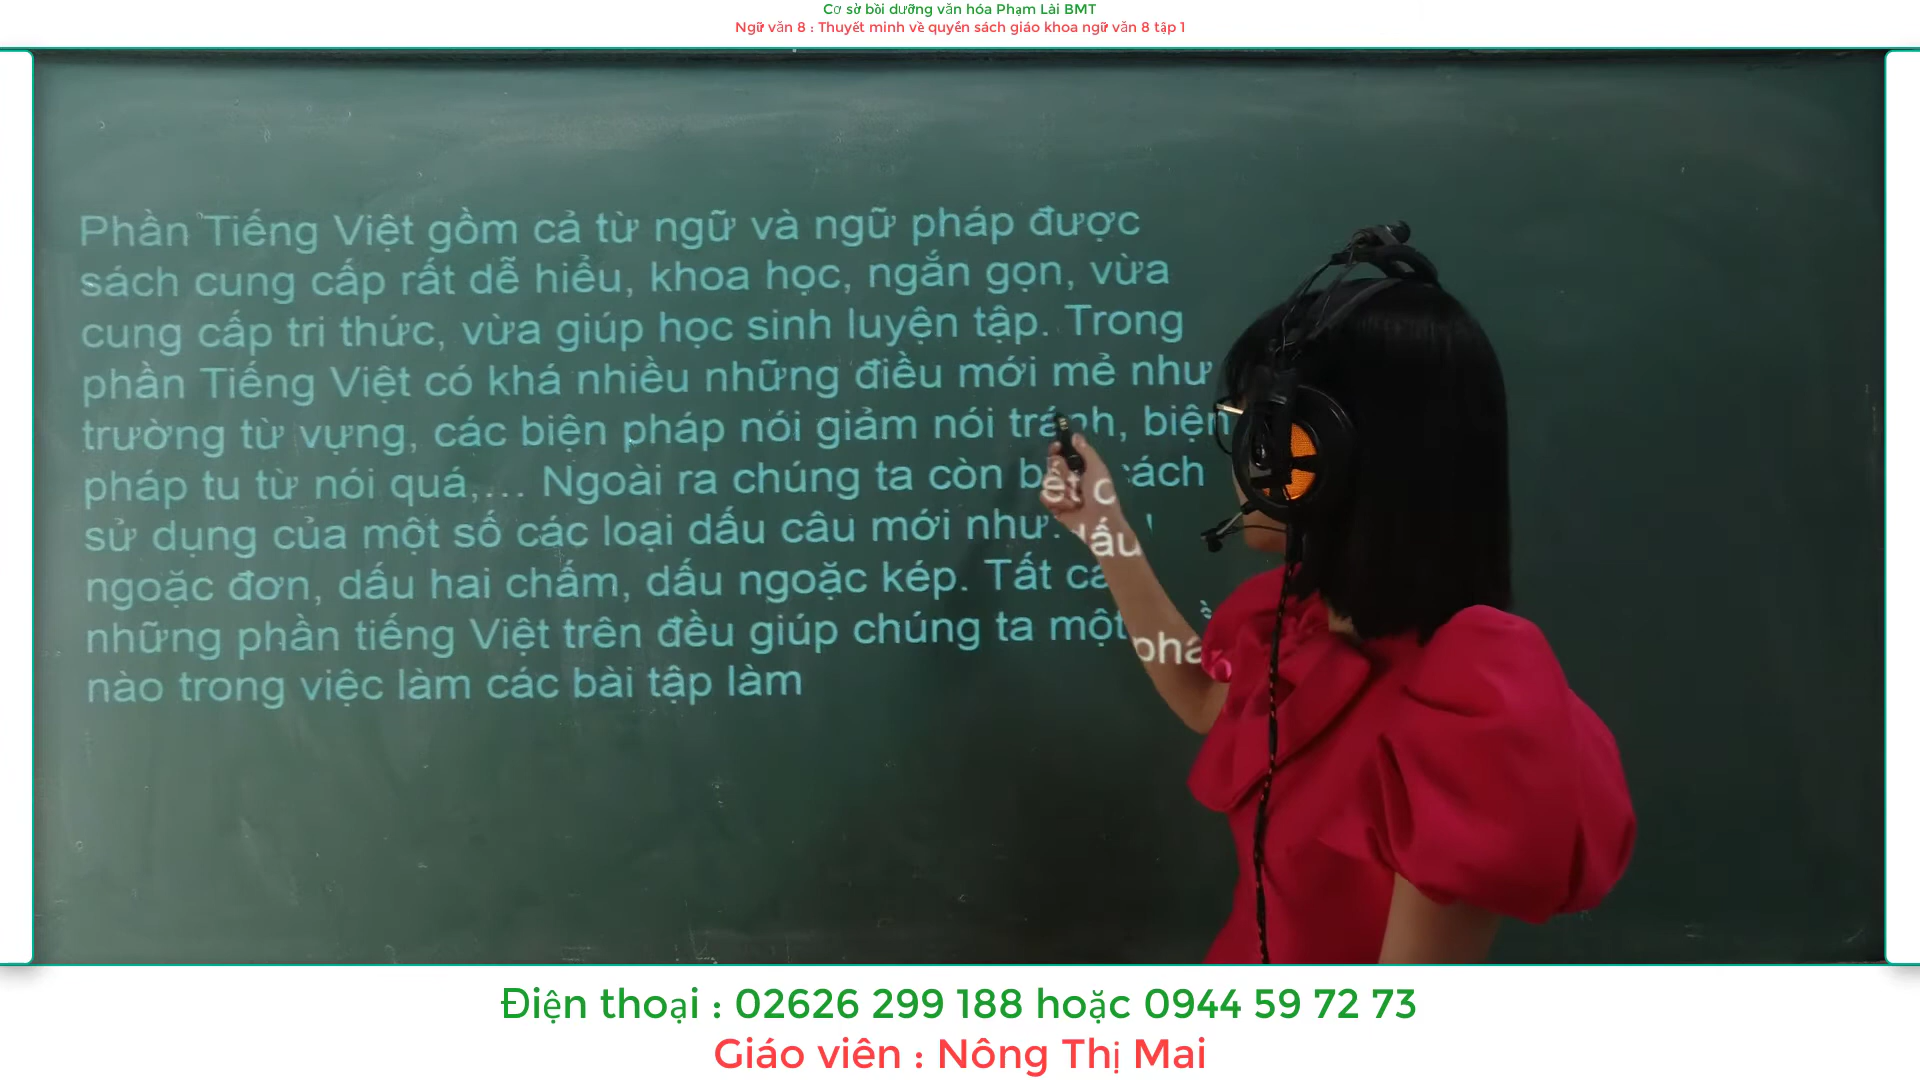 Cơ sở bồi dưỡng văn hóa Phạm Lài BMT
Ngữ văn 8 : Thuyết minh về quyển sách giáo khoa ngữ văn 8 tập 1
Phần Tiếng Việt gồm cả từ ngữ và ngữ pháp được
sách cung cấp rất dễ hiểu, khoa học, ngắn gọn, vừa
cung cấp tri thức, vừa giúp học sinh luyện tập. Trong
phần Tiếng Việt có khá nhiều những điều mới mẻ như
trường từ vựng, các biện pháp nói giảm nói tránh, biện
pháp tu từ nói quá,... Ngoài ra chúng ta còn cách
sử dụng của một số các loại dấu câu mới như: dấu
ngoặc đơn, dấu hai chấm, dấu ngoặc kép. Tất cả
những phần tiếng Việt trên đều giúp chúng ta một
nào trong việc làm các bài tập làm
Điện thoại : 02626 299 188 hoặc 0944 59 72 73
Giáo viên : Nông Thị Mai